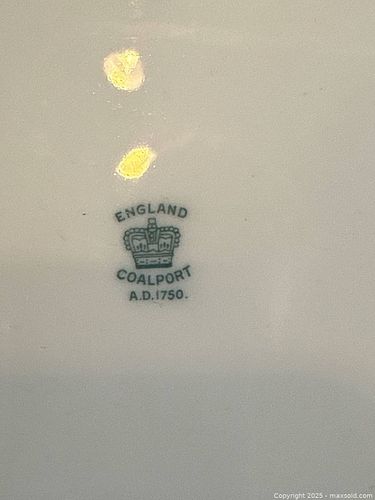 ENGLAND
COALPORT
A.D.1750.
Copyright 2025 - maxsold.com